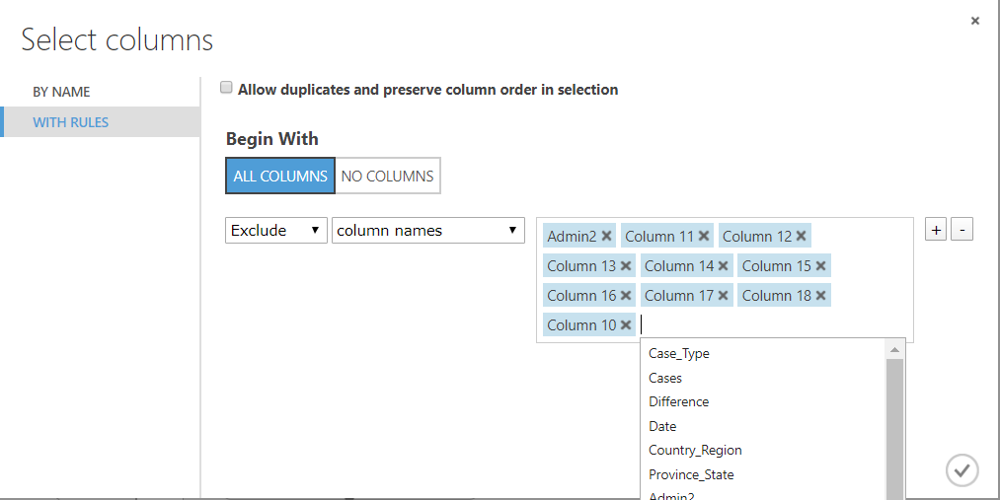 Select columns
BY NAME
WITH RULES
Allow duplicates and preserve column order in selection
Begin With
ALL COLUMNS NO COLUMNS
Exclude column names
Admin2 Column 11 Column 12
Column 13 Column 14 Column 15
Column 16 Column 17 Column 18
Column 10
+ -
Case_Type
Cases
Difference
Date
Country_Region
Province_State
Admin2